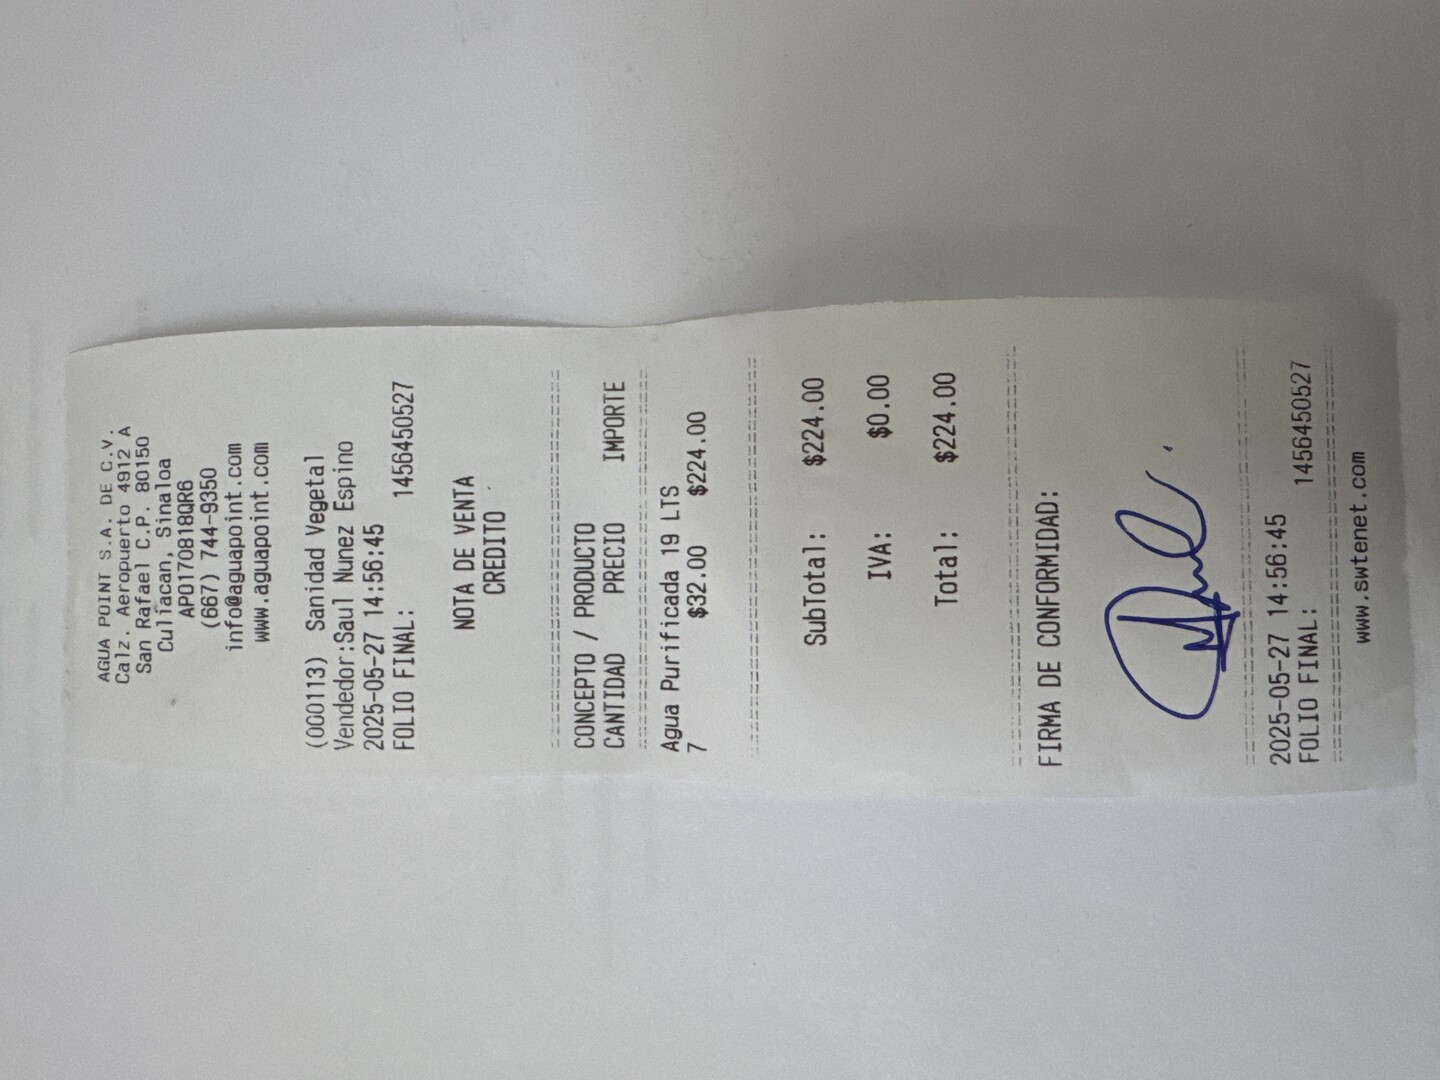 AGUA POINT S.A. DE C.V.
Calz. Aeropuerto 4912 A
San Rafael C.P. 80150
Culiacan, Sinaloa
APO170818QR6
(667) 744-9350
info@aguapoint.com
www.aguapoint.com
(000113) Sanidad Vegetal
Vendedor:Saul Nunez Espino
2025-05-27 14:56:45
FOLIO FINAL: 1456450527
NOTA DE VENTA
CREDITO
CONCEPTO / PRODUCTO
CANTIDAD PRECIO IMPORTE
Agua Purificada 19 LTS
7 $32.00 $224.00
SubTotal: $224.00
IVA: $0.00
Total: $224.00
FIRMA DE CONFORMIDAD:
2025-05-27 14:56:45
FOLIO FINAL: 1456450527
www.swtenet.com